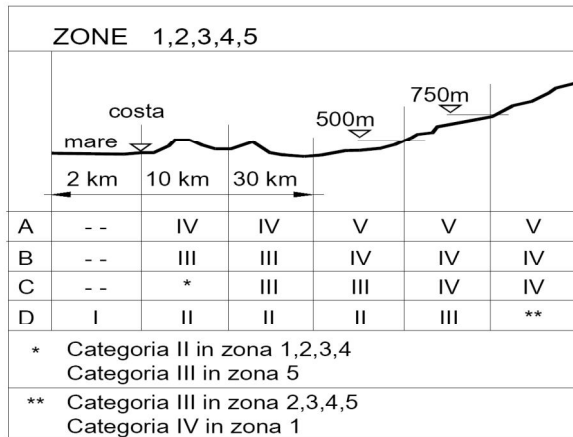 ZONE 1,2,3,4,5
costa
500m
750m
mare
2 km 10 km 30 km
A -- IV IV V V V
B -- III III IV IV IV
C -- * III III IV IV
D I II II II III **
* Categoria II in zona 1,2,3,4
Categoria III in zona 5
** Categoria III in zona 2,3,4,5
Categoria IV in zona 1